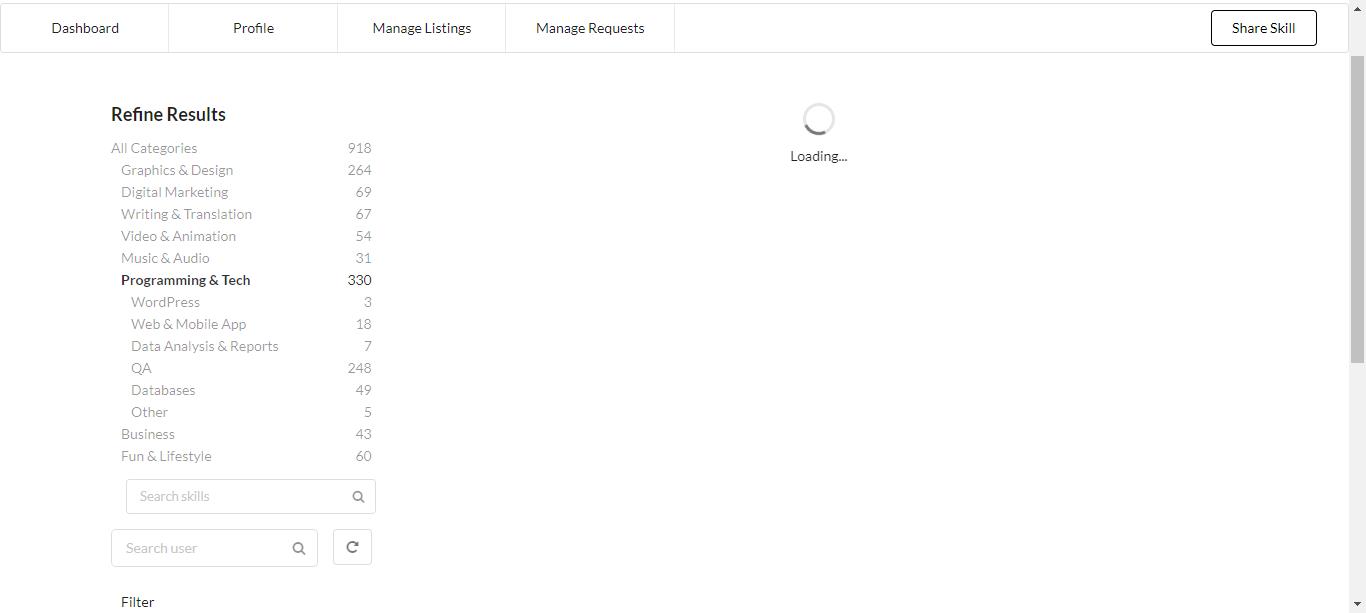 Dashboard Profile Manage Listings Manage Requests Share Skill
Refine Results
All Categories 918
Graphics & Design 264
Digital Marketing 69
Writing & Translation 67
Video & Animation 54
Music & Audio 31
Programming & Tech 330
WordPress 3
Web & Mobile App 18
Data Analysis & Reports 7
QA 248
Databases 49
Other 5
Business 43
Fun & Lifestyle 60
Search skills
Search user
Filter
Loading...